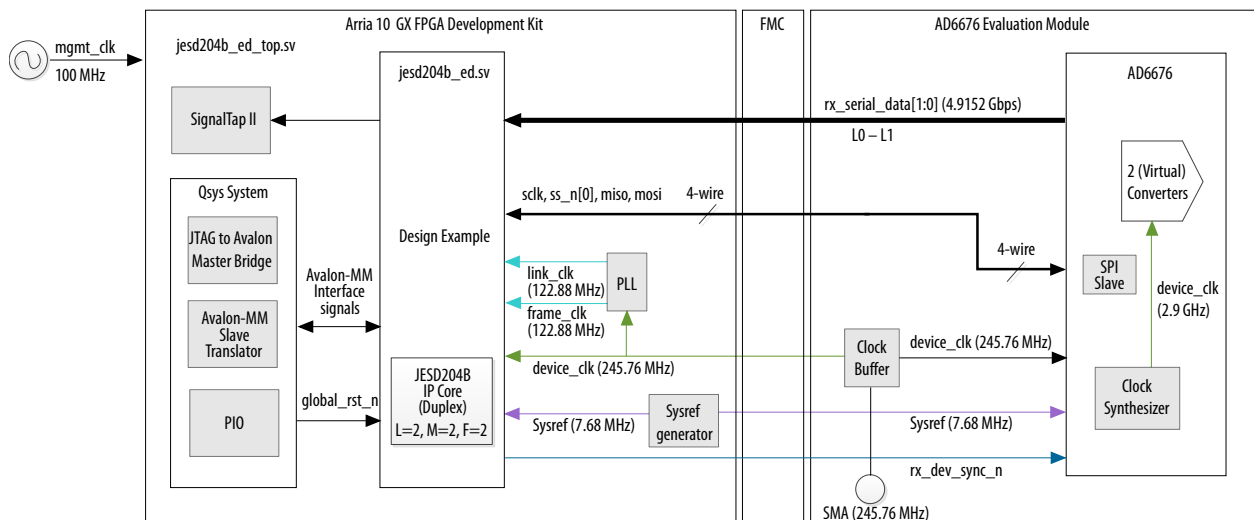 Arria 10 GX FPGA Development Kit
FMC
AD6676 Evaluation Module
mgmt_clk
100 MHz
jesd204b_ed_top.sv
jesd204b_ed.sv
AD6676
SignalTap II
rx_serial_data[1:0] (4.9152 Gbps)
L0 – L1
2 (Virtual)
Converters
Qsys System
sclk, ss_n[0], miso, mosi
4-wire
JTAG to Avalon
Master Bridge
Design Example
4-wire
Avalon-MM
Interface
signals
link_clk
(122.88 MHz)
PLL
SPI
Slave
device_clk
(2.9 GHz)
Avalon-MM
Slave
Translator
frame_clk
(122.88 MHz)
Clock
Buffer
device_clk (245.76 MHz)
device_clk (245.76 MHz)
JESD204B
IP Core
(Duplex)
L=2, M=2, F=2
PIO
global_rst_n
Sysref (7.68 MHz)
Sysref
generator
Sysref (7.68 MHz)
Clock
Synthesizer
rx_dev_sync_n
SMA (245.76 MHz)